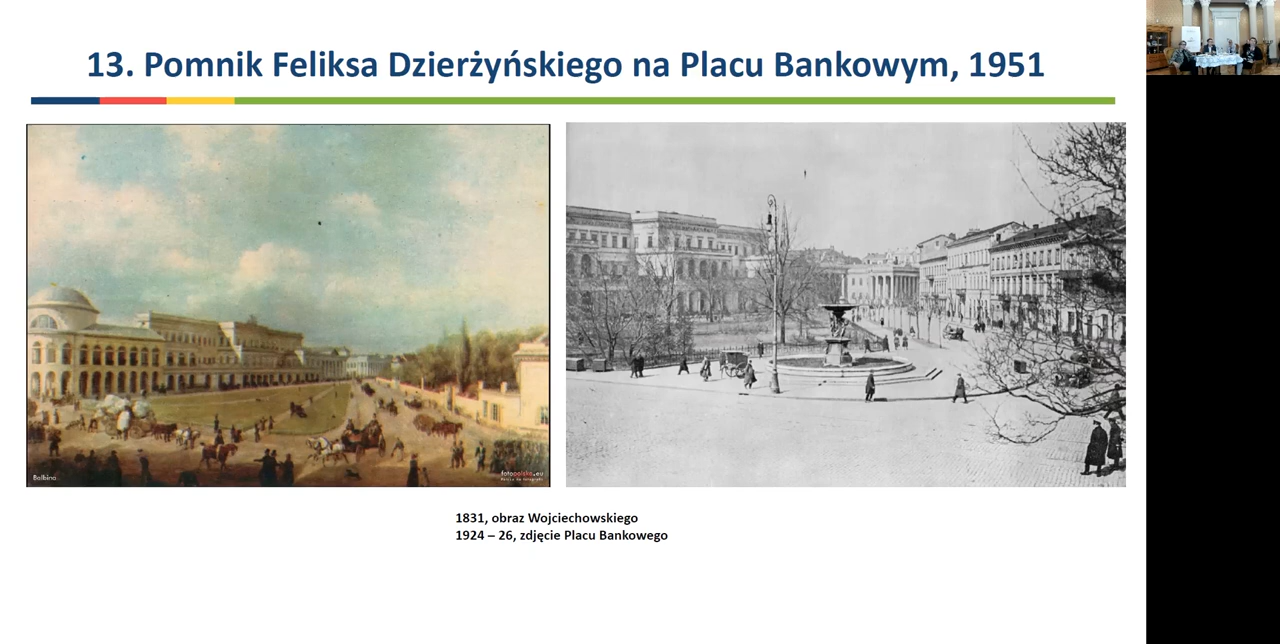 13. Pomnik Feliksa Dzierżyńskiego na Placu Bankowym, 1951
Balbina
fotopolska.eu
1831, obraz Wojciechowskiego
1924 – 26, zdjęcie Placu Bankowego